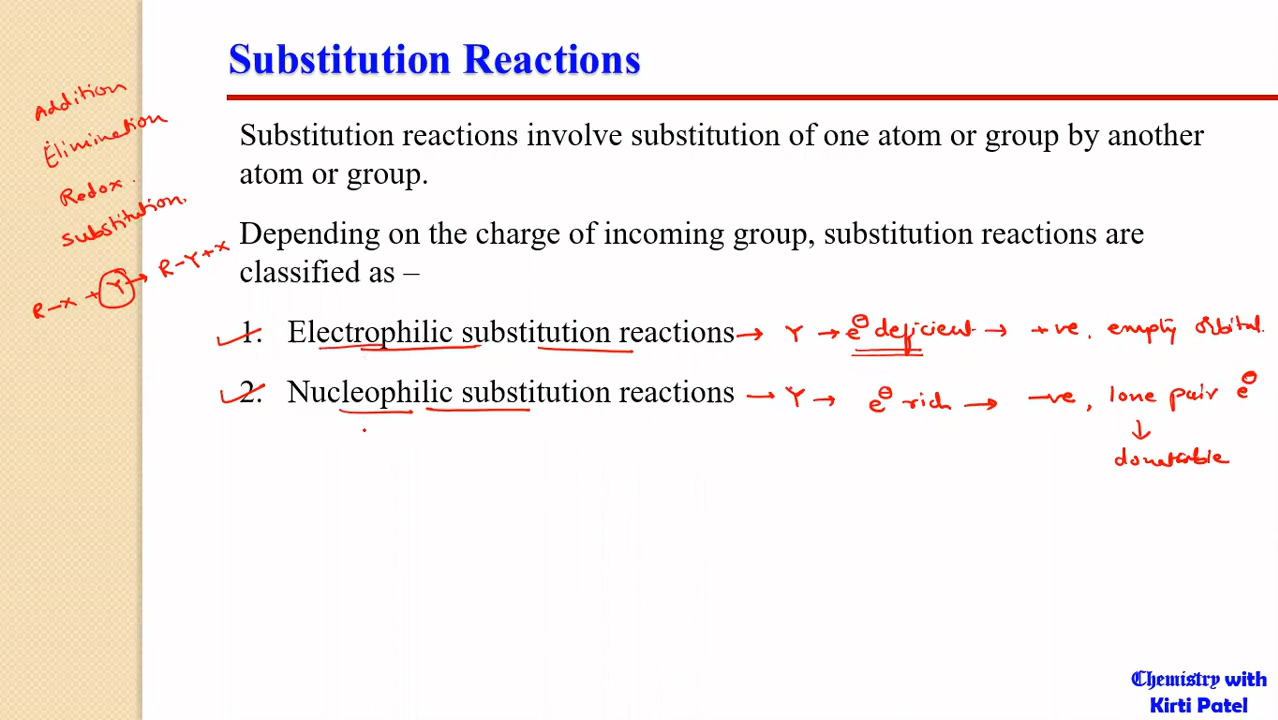 Substitution Reactions
Addition
Elimination
Redox.
Substitution.
R-X + Y → R-Y+X
Substitution reactions involve substitution of one atom or group by another
atom or group.
Depending on the charge of incoming group, substitution reactions are
classified as –
1. Electrophilic substitution reactions → Y → e⊖ deficient → +ve. empty orbital.
2. Nucleophilic substitution reactions → Y → e⊖ rich → -ve, lone pair e⊖
↓
Chemistry with
Kirti Patel